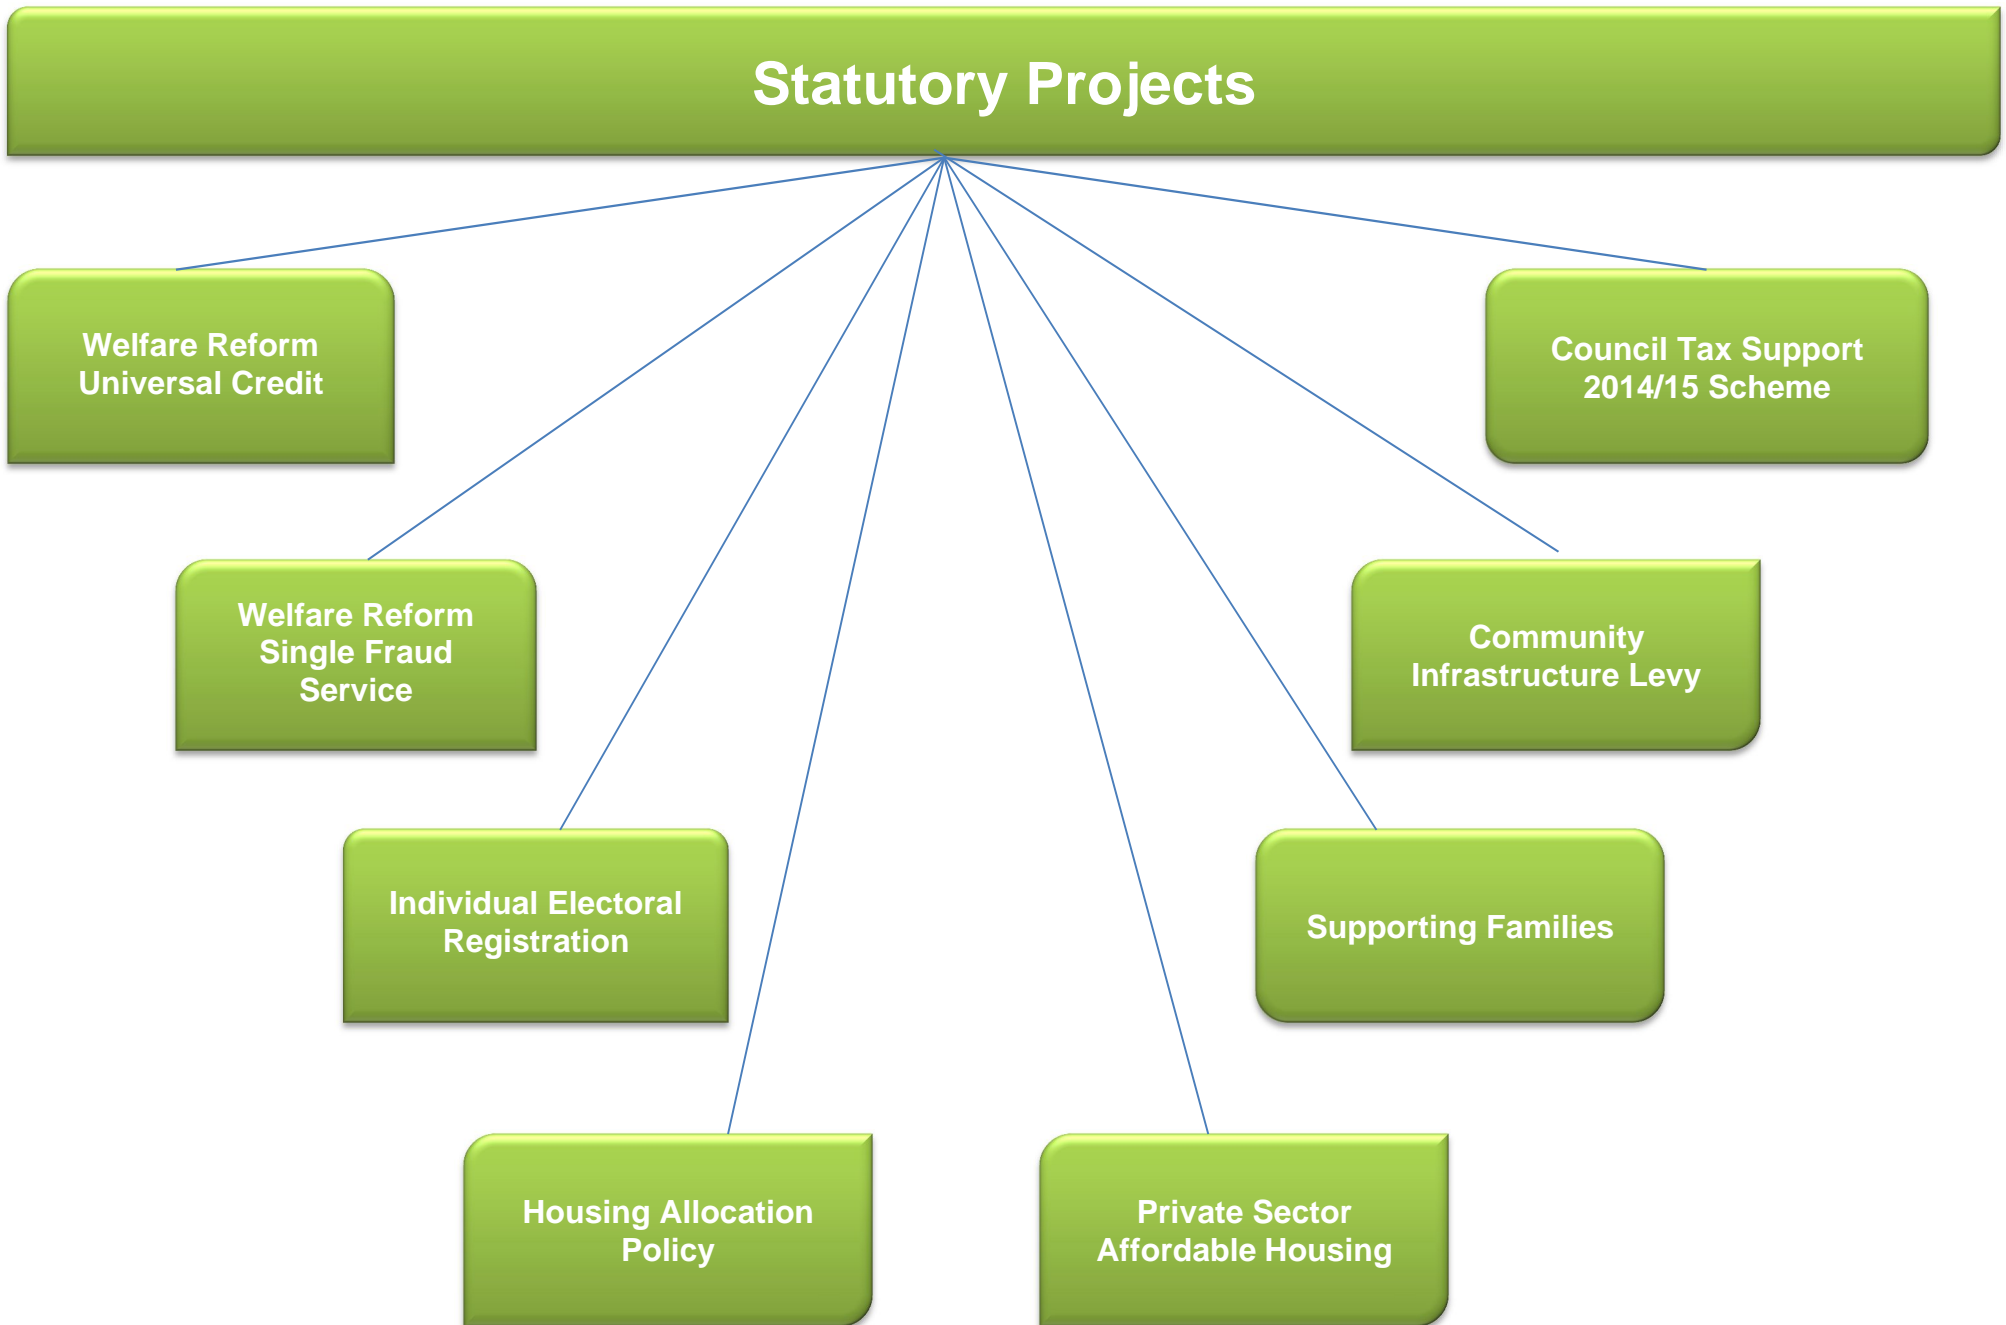 Statutory Projects
Welfare Reform
Universal Credit
Council Tax Support
2014/15 Scheme
Welfare Reform
Single Fraud
Service
Community
Infrastructure Levy
Individual Electoral
Registration
Supporting Families
Housing Allocation
Policy
Private Sector
Affordable Housing